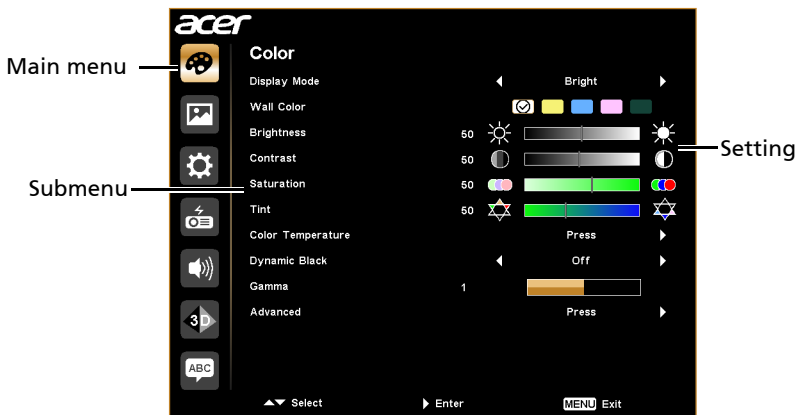 acer
Color
Main menu
Display Mode Bright
Wall Color
Brightness 50
Contrast 50
Setting
Submenu
Saturation 50
Tint 50
Color Temperature Press
Dynamic Black Off
Gamma 1
3D
Advanced Press
ABC
Select Enter MENU Exit